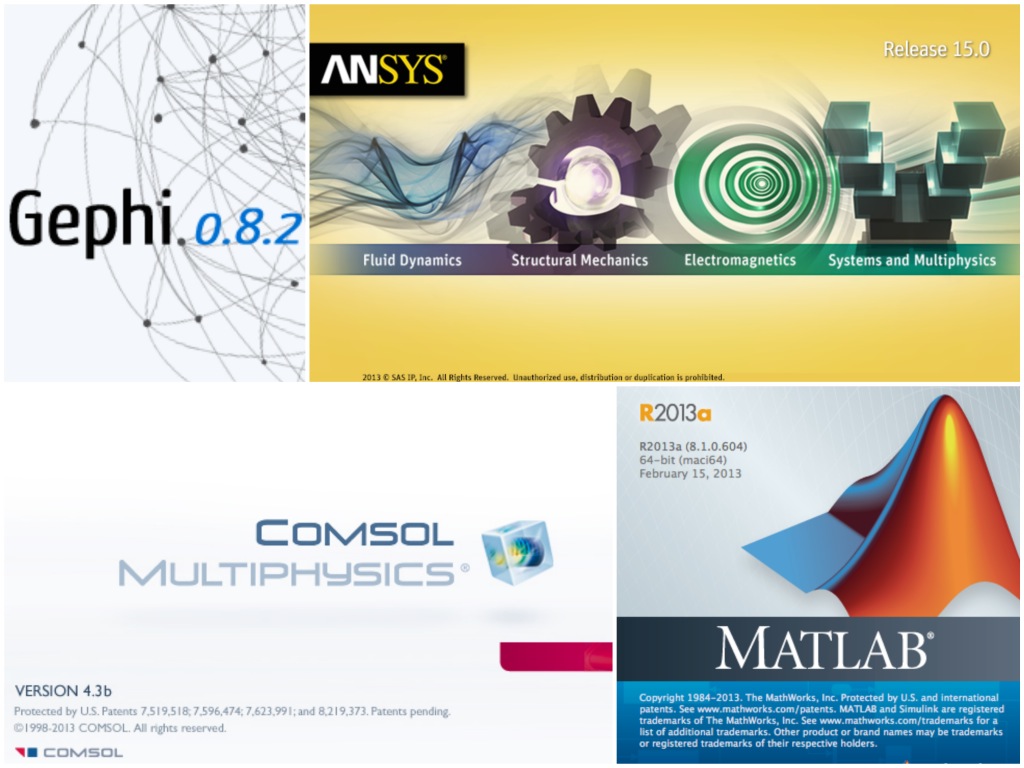 Gephi 0.8.2
ANSYS®
Release 15.0
Fluid Dynamics
Structural Mechanics
Electromagnetics
Systems and Multiphysics
2013 © SAS IP, Inc. All Rights Reserved. Unauthorized use, distribution or duplication is prohibited.
COMSOL
MULTIPHYSICS®
VERSION 4.3b
Protected by U.S. Patents 7,519,518; 7,596,474; 7,623,991; and 8,219,373. Patents pending.
©1998-2013 COMSOL. All rights reserved.
COMSOL
R2013a
R2013a (8.1.0.604)
64-bit (maci64)
February 15, 2013
MATLAB®
Copyright 1984-2013. The MathWorks, Inc. Protected by U.S. and international
patents. See www.mathworks.com/patents. MATLAB and Simulink are registered
trademarks of The MathWorks, Inc. See www.mathworks.com/trademarks for a
list of additional trademarks. Other product or brand names may be trademarks
or registered trademarks of their respective holders.